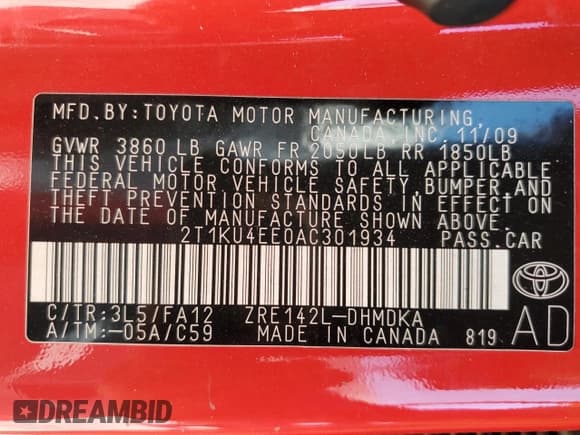 MFD.BY:TOYOTA MOTOR MANUFACTURING,
CANADA INC. 11/09
GVWR 3860 LB GAWR FR 2050LB RR 1850LB
THIS VEHICLE CONFORMS TO ALL APPLICABLE
FEDERAL MOTOR VEHICLE SAFETY,BUMPER,AND
THEFT PREVENTION STANDARDS IN EFFECT ON
THE DATE OF MANUFACTURE SHOWN ABOVE.
2T1KU4EE0AC301934 PASS.CAR
C/TR:3L5/FA12 ZRE142L-DHMDKA
A/TM:-05A/C59 MADE IN CANADA 819
AD
DREAMBID